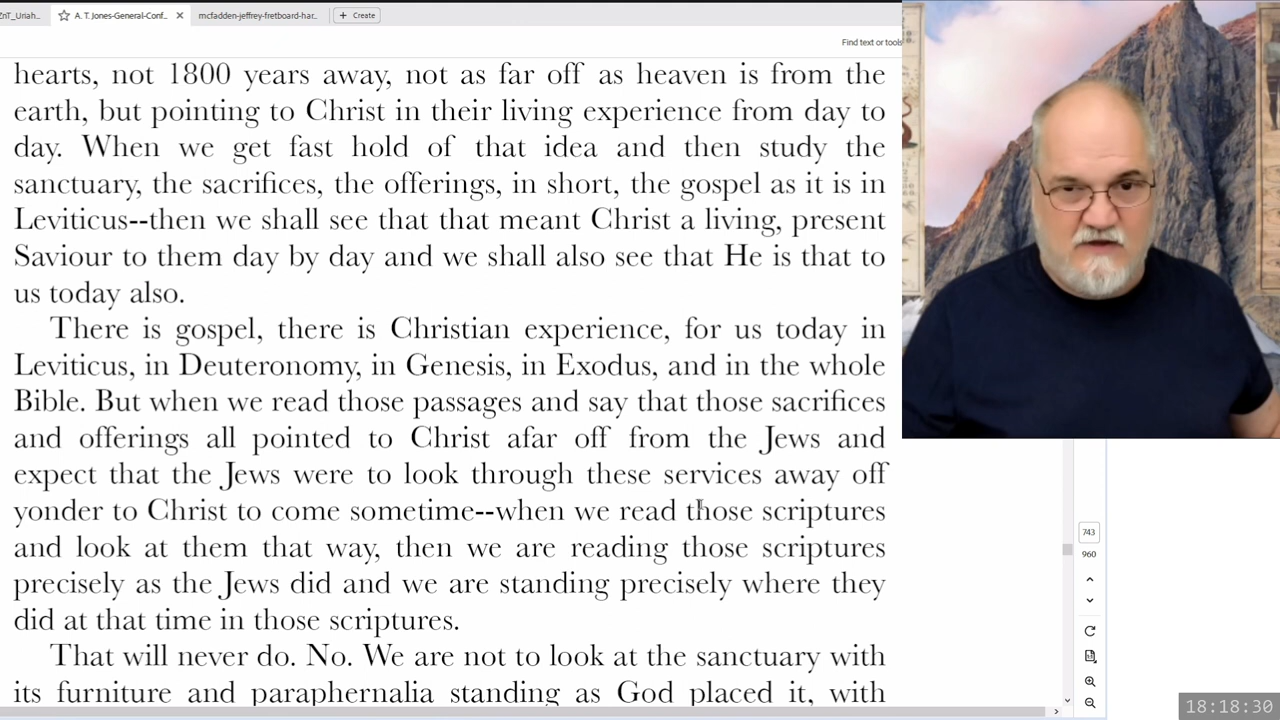 ZnT_Uriah..
A. T. Jones-General-Conf...
mcfadden-jeffrey-fretboard-har..
Create
Find text or tools
hearts, not 1800 years away, not as far off as heaven is from the
earth, but pointing to Christ in their living experience from day to
day. When we get fast hold of that idea and then study the
sanctuary, the sacrifices, the offerings, in short, the gospel as it is in
Leviticus--then we shall see that that meant Christ a living, present
Saviour to them day by day and we shall also see that He is that to
us today also.
There is gospel, there is Christian experience, for us today in
Leviticus, in Deuteronomy, in Genesis, in Exodus, and in the whole
Bible. But when we read those passages and say that those sacrifices
and offerings all pointed to Christ afar off from the Jews and
expect that the Jews were to look through these services away off
yonder to Christ to come sometime--when we read those scriptures
and look at them that way, then we are reading those scriptures
precisely as the Jews did and we are standing precisely where they
did at that time in those scriptures.
That will never do. No. We are not to look at the sanctuary with
its furniture and paraphernalia standing as God placed it, with
743
960
18:18:30